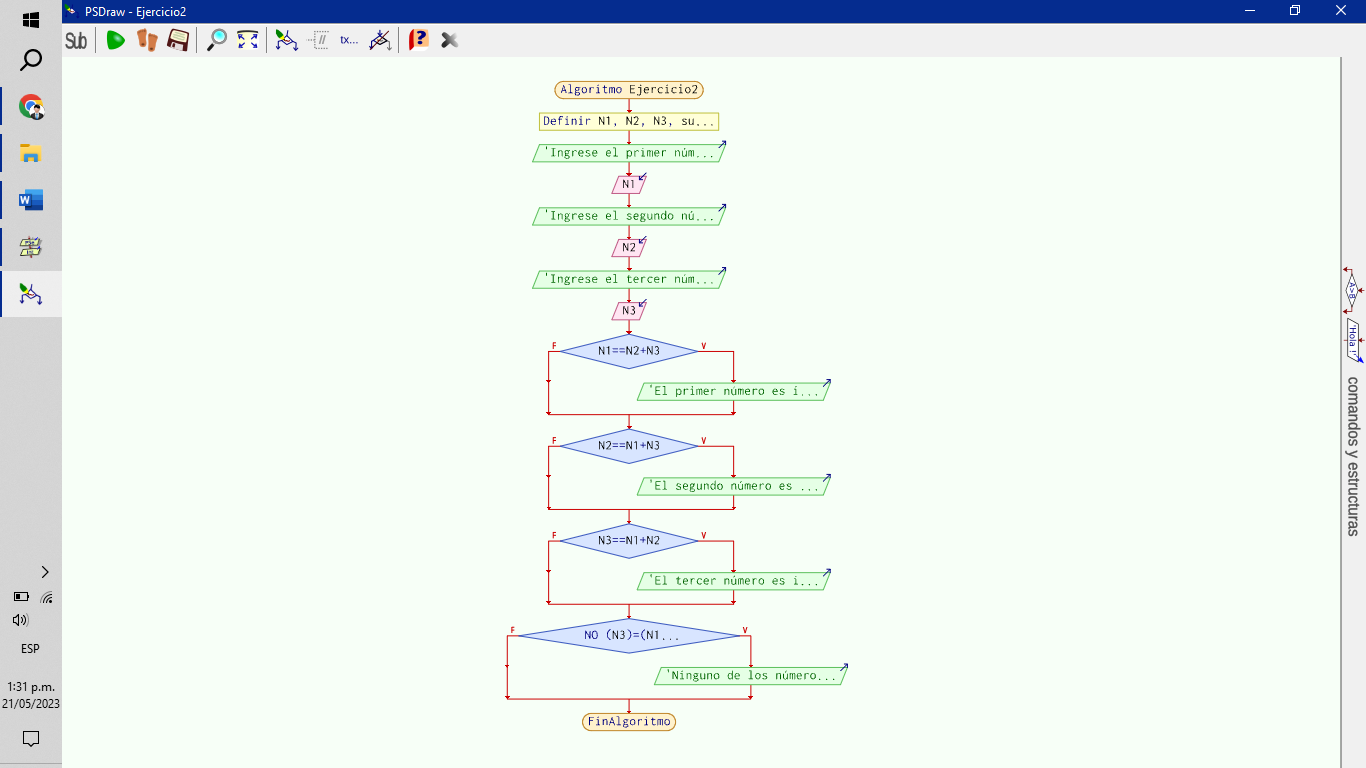 PSDraw - Ejercicio2
Sub
tx...
Algoritmo Ejercicio2
Definir N1, N2, N3, su...
'Ingrese el primer núm...
N1
'Ingrese el segundo nú...
N2
'Ingrese el tercer núm...
N3
F N1==N2+N3 V
'El primer número es i...
F N2==N1+N3 V
'El segundo número es ...
F N3==N1+N2 V
'El tercer número es i...
F NO (N3)=(N1... V
'Ninguno de los número...
FinAlgoritmo
A>B
'Hola !'
comandos y estructuras
ESP
1:31 p.m.
21/05/2023